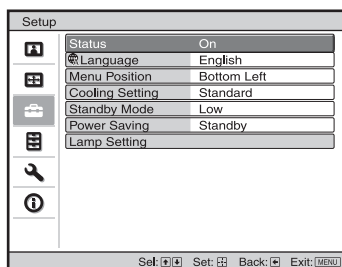 Setup
Status On
Language English
Menu Position Bottom Left
Cooling Setting Standard
Standby Mode Low
Power Saving Standby
Lamp Setting
Sel: Set: Back: Exit: MENU